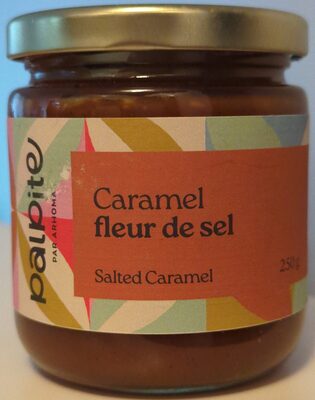 palpite
PAR ARHOMA
Caramel
fleur de sel
Salted Caramel
250 g